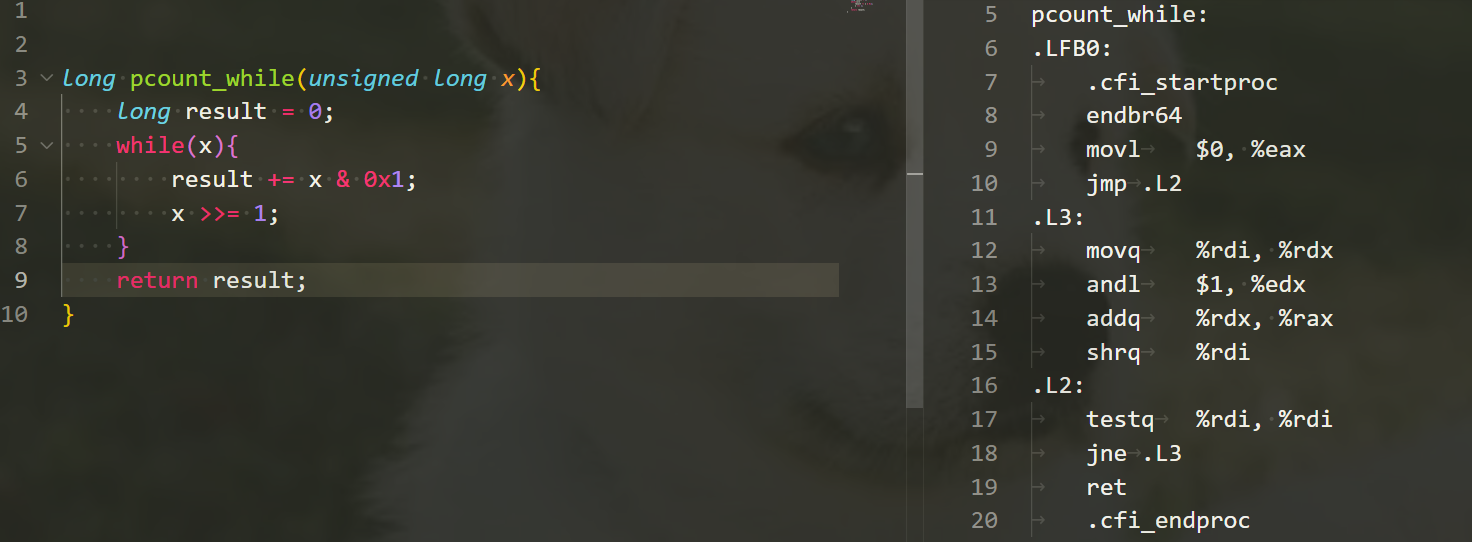 1
2
3 long pcount_while(unsigned long x){
4     long result = 0;
5     while(x){
6         result += x & 0x1;
7         x >>= 1;
8     }
9     return result;
10 }
5 pcount_while:
6 .LFB0:
7     .cfi_startproc
8     endbr64
9     movl    $0, %eax
10     jmp .L2
11 .L3:
12     movq    %rdi, %rdx
13     andl    $1, %edx
14     addq    %rdx, %rax
15     shrq    %rdi
16 .L2:
17     testq   %rdi, %rdi
18     jne .L3
19     ret
20     .cfi_endproc